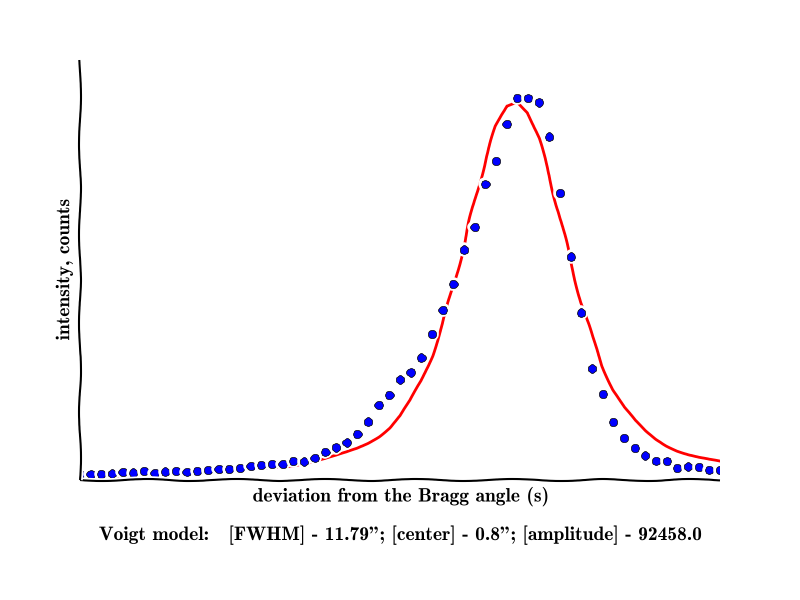 intensity, counts
deviation from the Bragg angle (s)
Voigt model: [FWHM] - 11.79”; [center] - 0.8”; [amplitude] - 92458.0